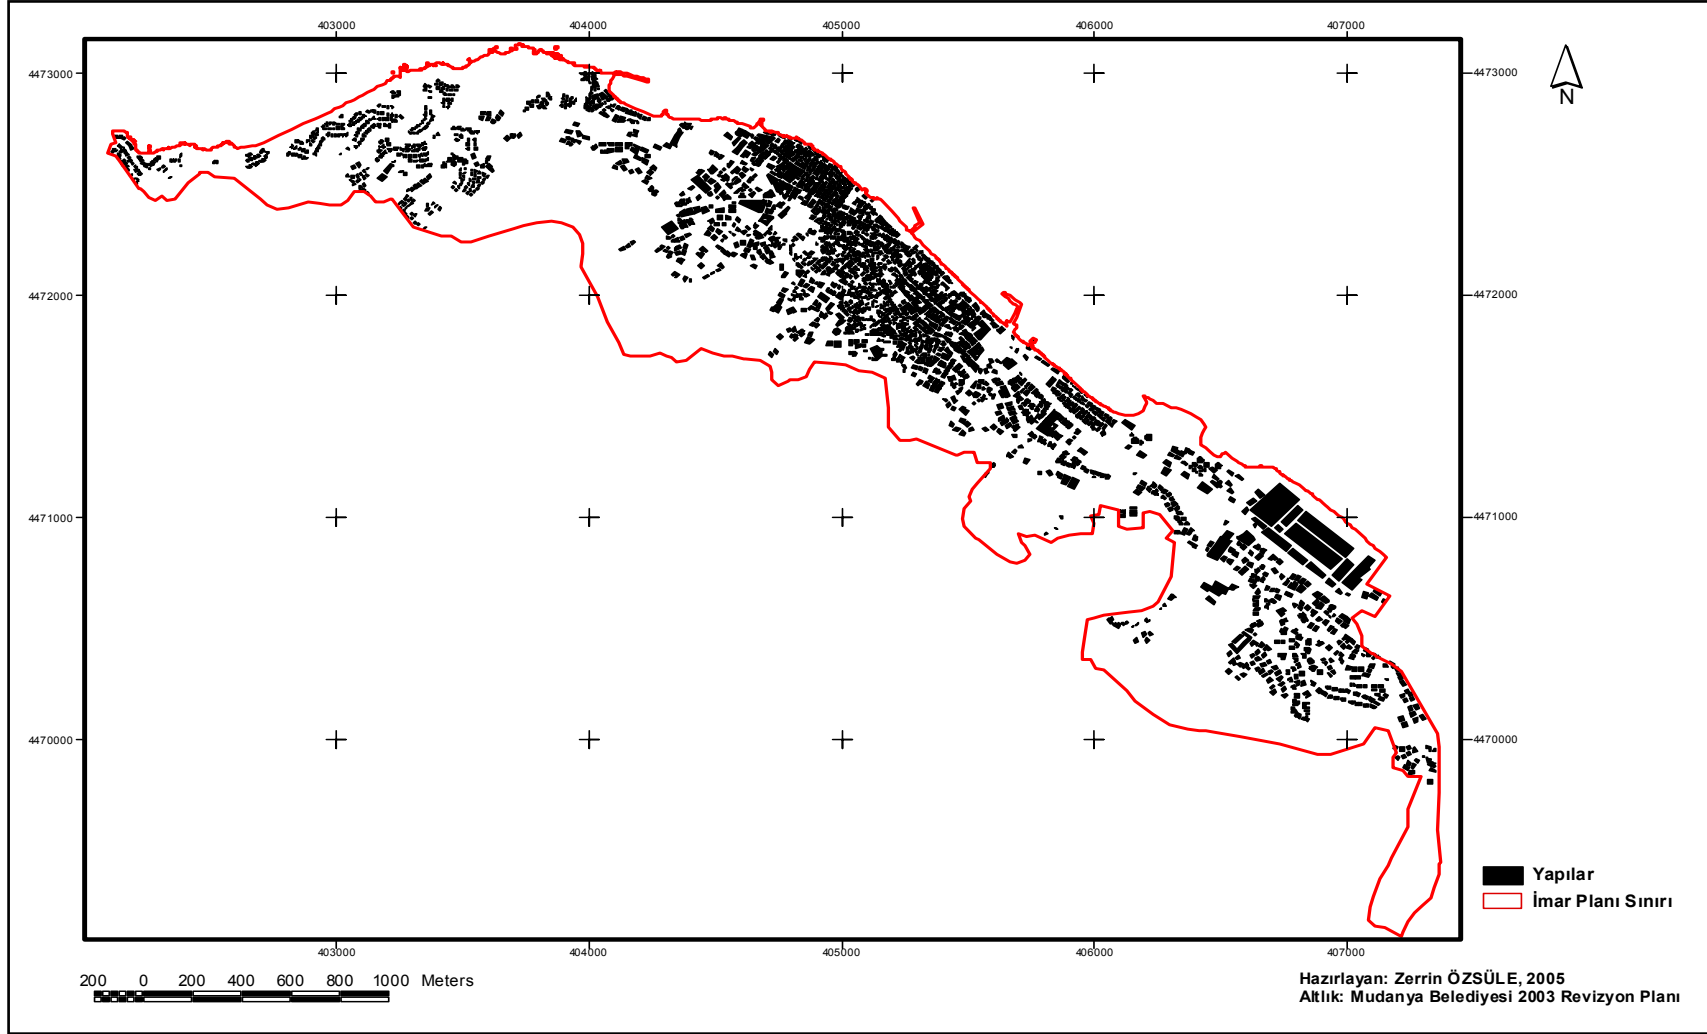 403000 404000 405000 406000 407000
4473000 4473000
N
4472000 4472000
4471000 4471000
4470000 4470000
Yapılar
İmar Planı Sınırı
403000 404000 405000 406000 407000
200 0 200 400 600 800 1000 Meters
Hazırlayan: Zerrin ÖZSÜLE, 2005
Altlık: Mudanya Belediyesi 2003 Revizyon Planı